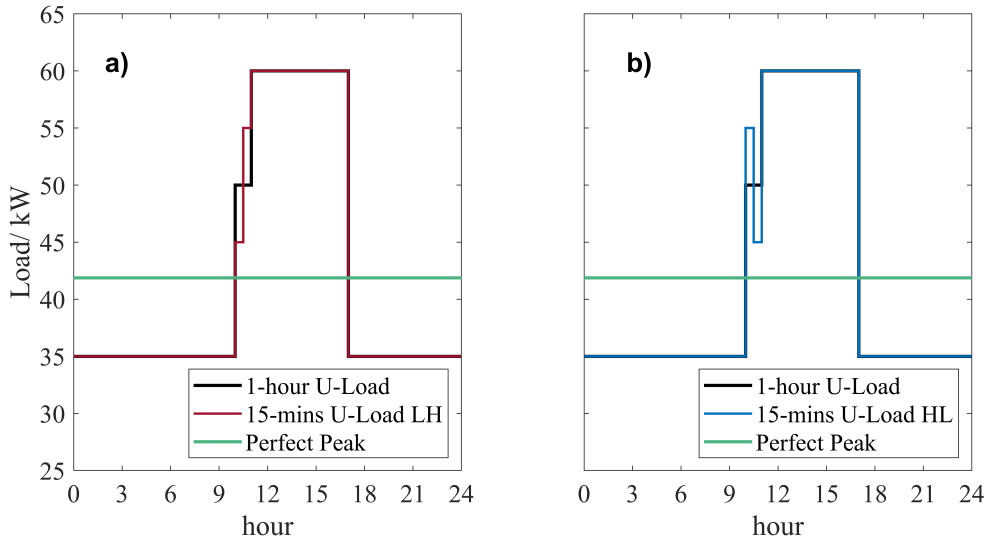 65
60
55
50
45
40
35
30
25
Load/ kW
a)
1-hour U-Load
15-mins U-Load LH
Perfect Peak
0 3 6 9 12 15 18 21 24
hour
b)
1-hour U-Load
15-mins U-Load HL
Perfect Peak
0 3 6 9 12 15 18 21 24
hour